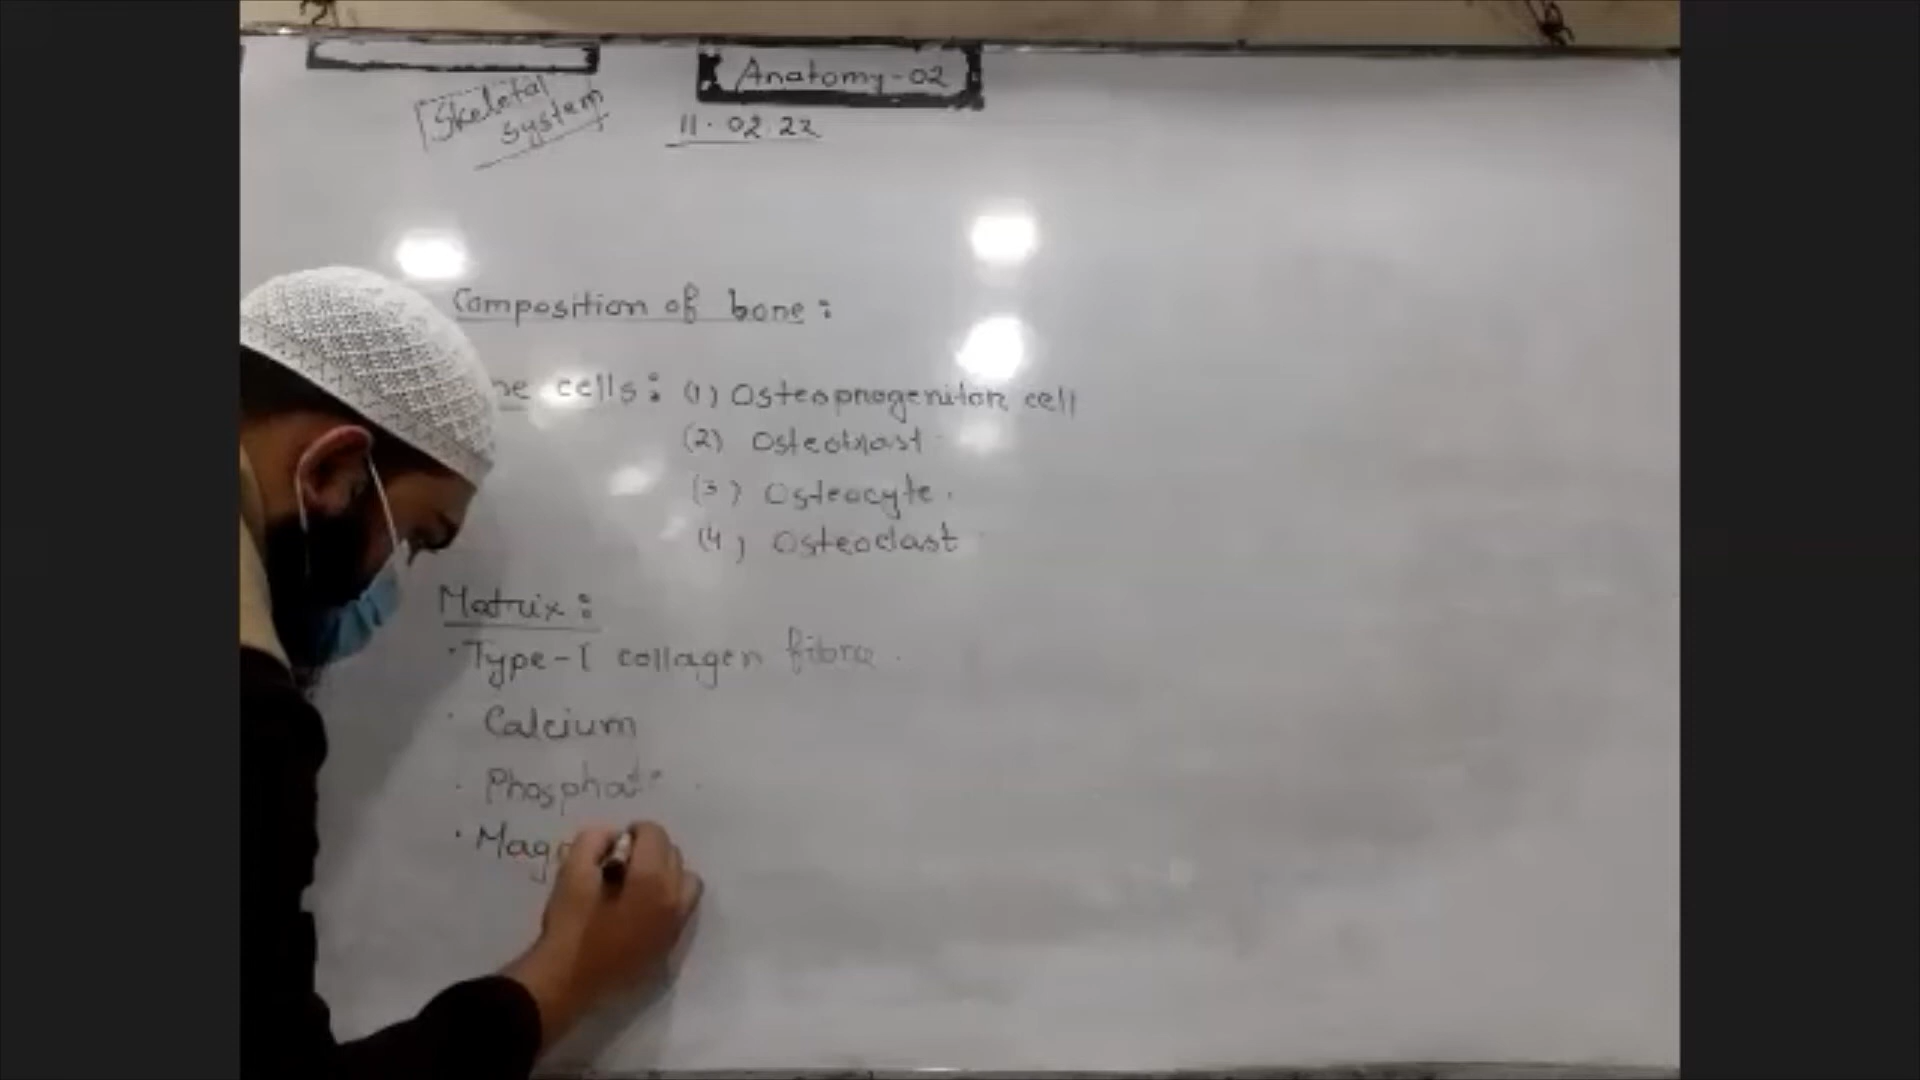 Anatomy-02
Skeletal
system
11.02.22
Composition of bone:
cells: (1) Osteoprogenitor cell
(2) Osteoblast
(3) Osteocyte.
(4) Osteoclast
Matrix:
· Type-I collagen fibre.
· Calcium
· Phosphate.
· Mag